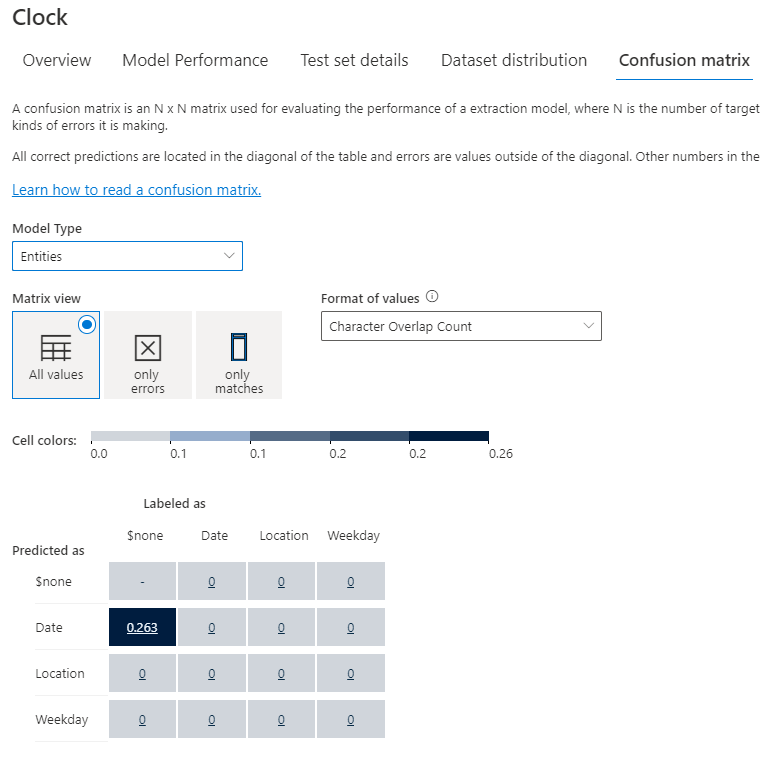 Clock
Overview Model Performance Test set details Dataset distribution Confusion matrix
A confusion matrix is an N x N matrix used for evaluating the performance of a extraction model, where N is the number of target
kinds of errors it is making.
All correct predictions are located in the diagonal of the table and errors are values outside of the diagonal. Other numbers in the
Learn how to read a confusion matrix.
Model Type
Entities
Matrix view Format of values
All values only errors only matches Character Overlap Count
Cell colors: 0.0 0.1 0.1 0.2 0.2 0.26
Labeled as
$none Date Location Weekday
Predicted as
$none - 0 0 0
Date 0.263 0 0 0
Location 0 0 0 0
Weekday 0 0 0 0